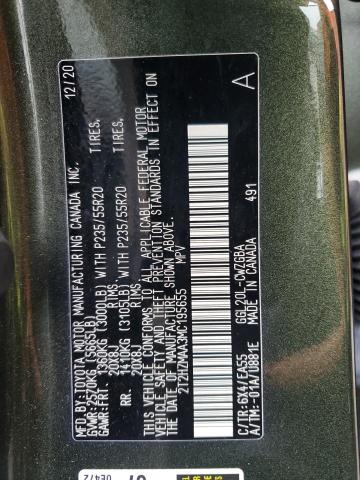 MFD.BY:TOYOTA MOTOR MANUFACTURING CANADA INC. 12/20
GVWR:2570KG (5665LB)
GAWR:FRT. 1360KG (3000LB) WITH P235/55R20 TIRES,
20X8J RIMS,
RR. 1410KG (3105LB) WITH P235/55R20 TIRES,
20X8J RIMS,
THIS VEHICLE CONFORMS TO ALL APPLICABLE FEDERAL MOTOR
VEHICLE SAFETY AND THEFT PREVENTION STANDARDS IN EFFECT ON
THE DATE OF MANUFACTURE SHOWN ABOVE.
2T2HZMAA3MC195655 MPV
A
491
C/TR:6X4/EA55 GGL20L-CWZGBA
A/TM:-01A/U881E MADE IN CANADA
0E472